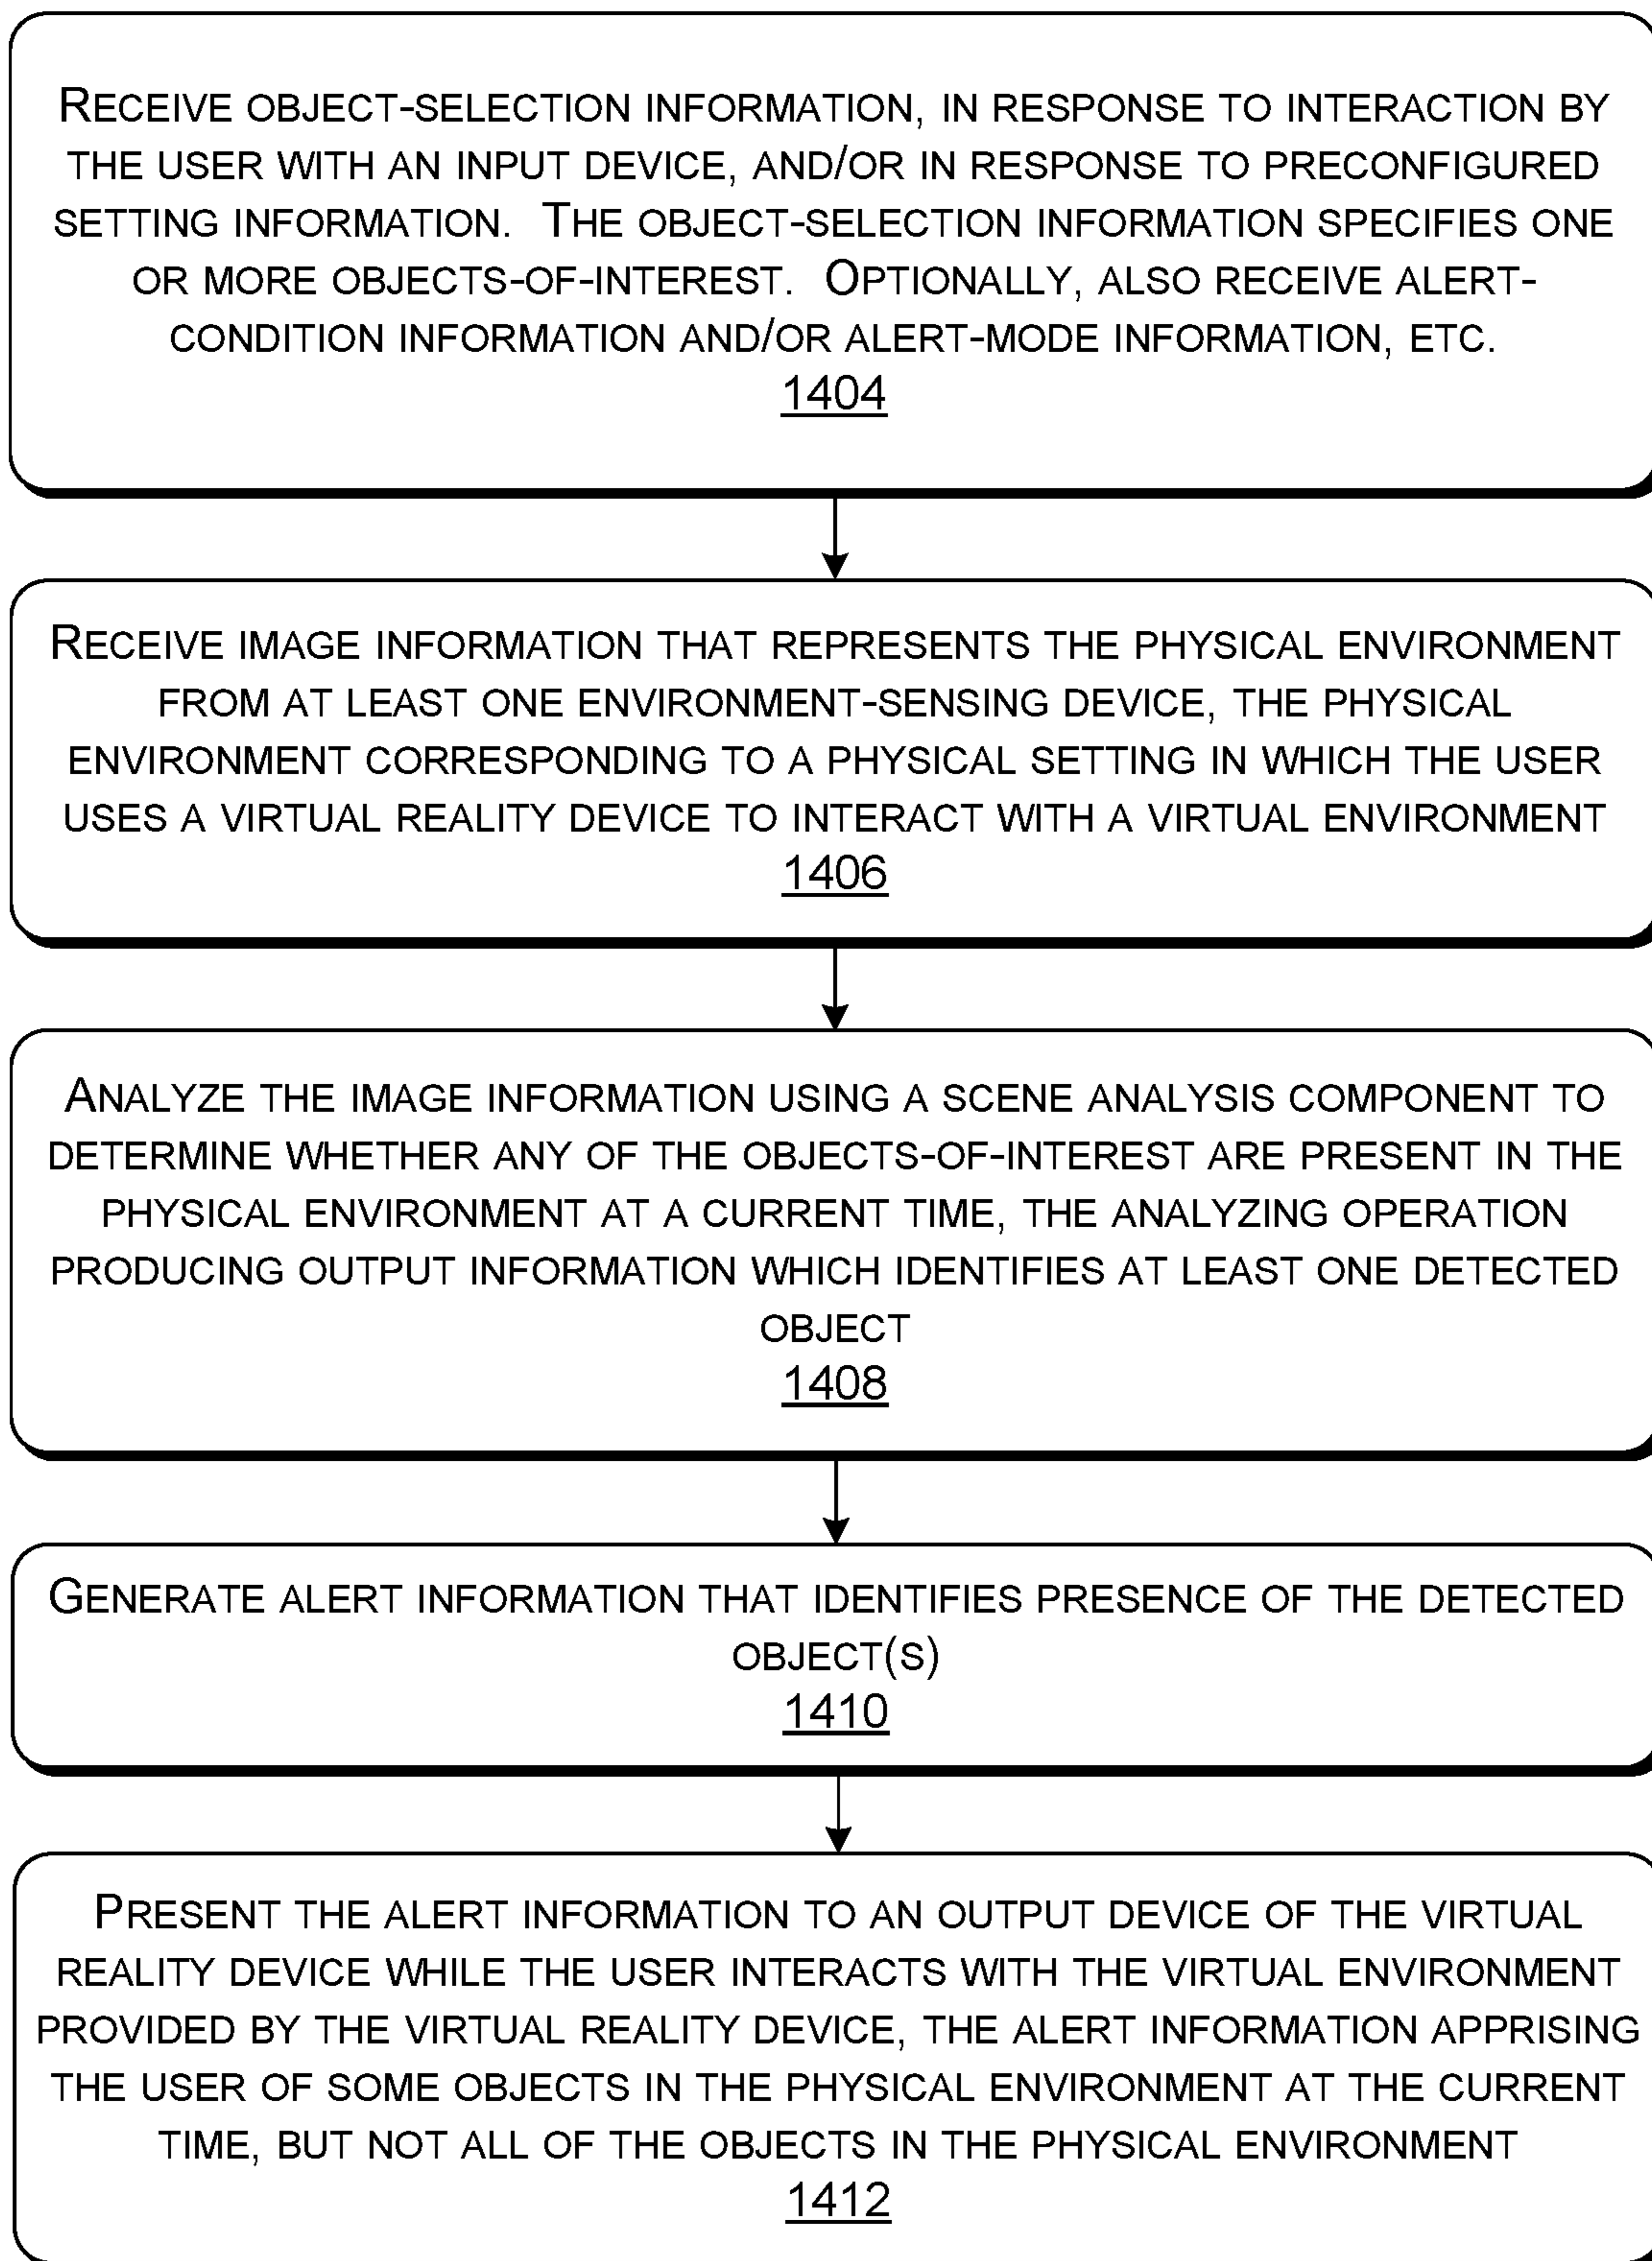 RECEIVE OBJECT-SELECTION INFORMATION, IN RESPONSE TO INTERACTION BY
THE USER WITH AN INPUT DEVICE, AND/OR IN RESPONSE TO PRECONFIGURED
SETTING INFORMATION.  THE OBJECT-SELECTION INFORMATION SPECIFIES ONE
OR MORE OBJECTS-OF-INTEREST.  OPTIONALLY, ALSO RECEIVE ALERT-
CONDITION INFORMATION AND/OR ALERT-MODE INFORMATION, ETC.
1404
RECEIVE IMAGE INFORMATION THAT REPRESENTS THE PHYSICAL ENVIRONMENT
FROM AT LEAST ONE ENVIRONMENT-SENSING DEVICE, THE PHYSICAL
ENVIRONMENT CORRESPONDING TO A PHYSICAL SETTING IN WHICH THE USER
USES A VIRTUAL REALITY DEVICE TO INTERACT WITH A VIRTUAL ENVIRONMENT
1406
ANALYZE THE IMAGE INFORMATION USING A SCENE ANALYSIS COMPONENT TO
DETERMINE WHETHER ANY OF THE OBJECTS-OF-INTEREST ARE PRESENT IN THE
PHYSICAL ENVIRONMENT AT A CURRENT TIME, THE ANALYZING OPERATION
PRODUCING OUTPUT INFORMATION WHICH IDENTIFIES AT LEAST ONE DETECTED
OBJECT
1408
GENERATE ALERT INFORMATION THAT IDENTIFIES PRESENCE OF THE DETECTED
OBJECT(S)
1410
PRESENT THE ALERT INFORMATION TO AN OUTPUT DEVICE OF THE VIRTUAL
REALITY DEVICE WHILE THE USER INTERACTS WITH THE VIRTUAL ENVIRONMENT
PROVIDED BY THE VIRTUAL REALITY DEVICE, THE ALERT INFORMATION APPRISING
THE USER OF SOME OBJECTS IN THE PHYSICAL ENVIRONMENT AT THE CURRENT
TIME, BUT NOT ALL OF THE OBJECTS IN THE PHYSICAL ENVIRONMENT
1412